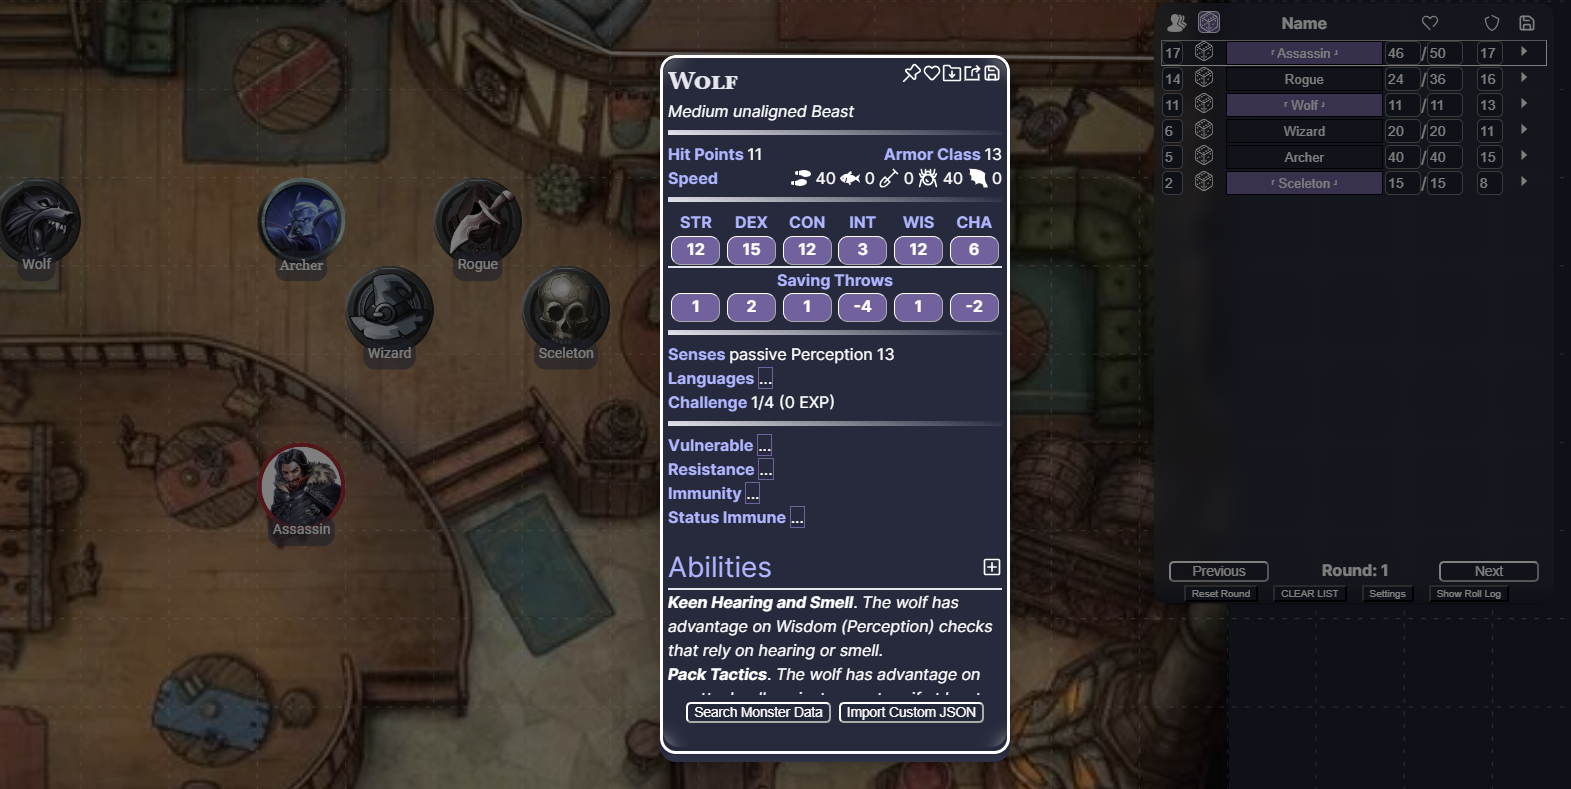 Wolf
Medium unaligned Beast
Hit Points 11
Armor Class 13
Speed 40 0 0 40 0
STR DEX CON INT WIS CHA
12 15 12 3 12 6
Saving Throws
1 2 1 -4 1 -2
Senses passive Perception 13
Languages ...
Challenge 1/4 (0 EXP)
Vulnerable ...
Resistance ...
Immunity ...
Status Immune ...
Abilities
Keen Hearing and Smell. The wolf has
advantage on Wisdom (Perception) checks
that rely on hearing or smell.
Pack Tactics. The wolf has advantage on
Search Monster Data
Import Custom JSON
Wolf
Archer
Rogue
Wizard
Sceleton
Assassin
Name
17 Assassin 46 / 50 17
14 Rogue 24 / 36 16
11 Wolf 11 / 11 13
6 Wizard 20 / 20 11
5 Archer 40 / 40 15
2 Sceleton 15 / 15 8
Previous Round: 1 Next
Reset Round CLEAR LIST Settings Show Roll Log